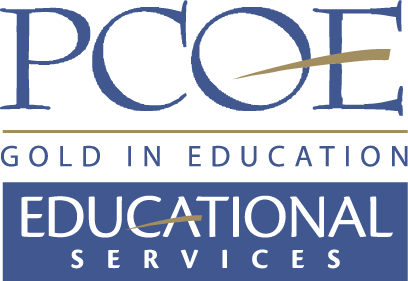 PCOE
GOLD IN EDUCATION
EDUCATIONAL
SERVICES